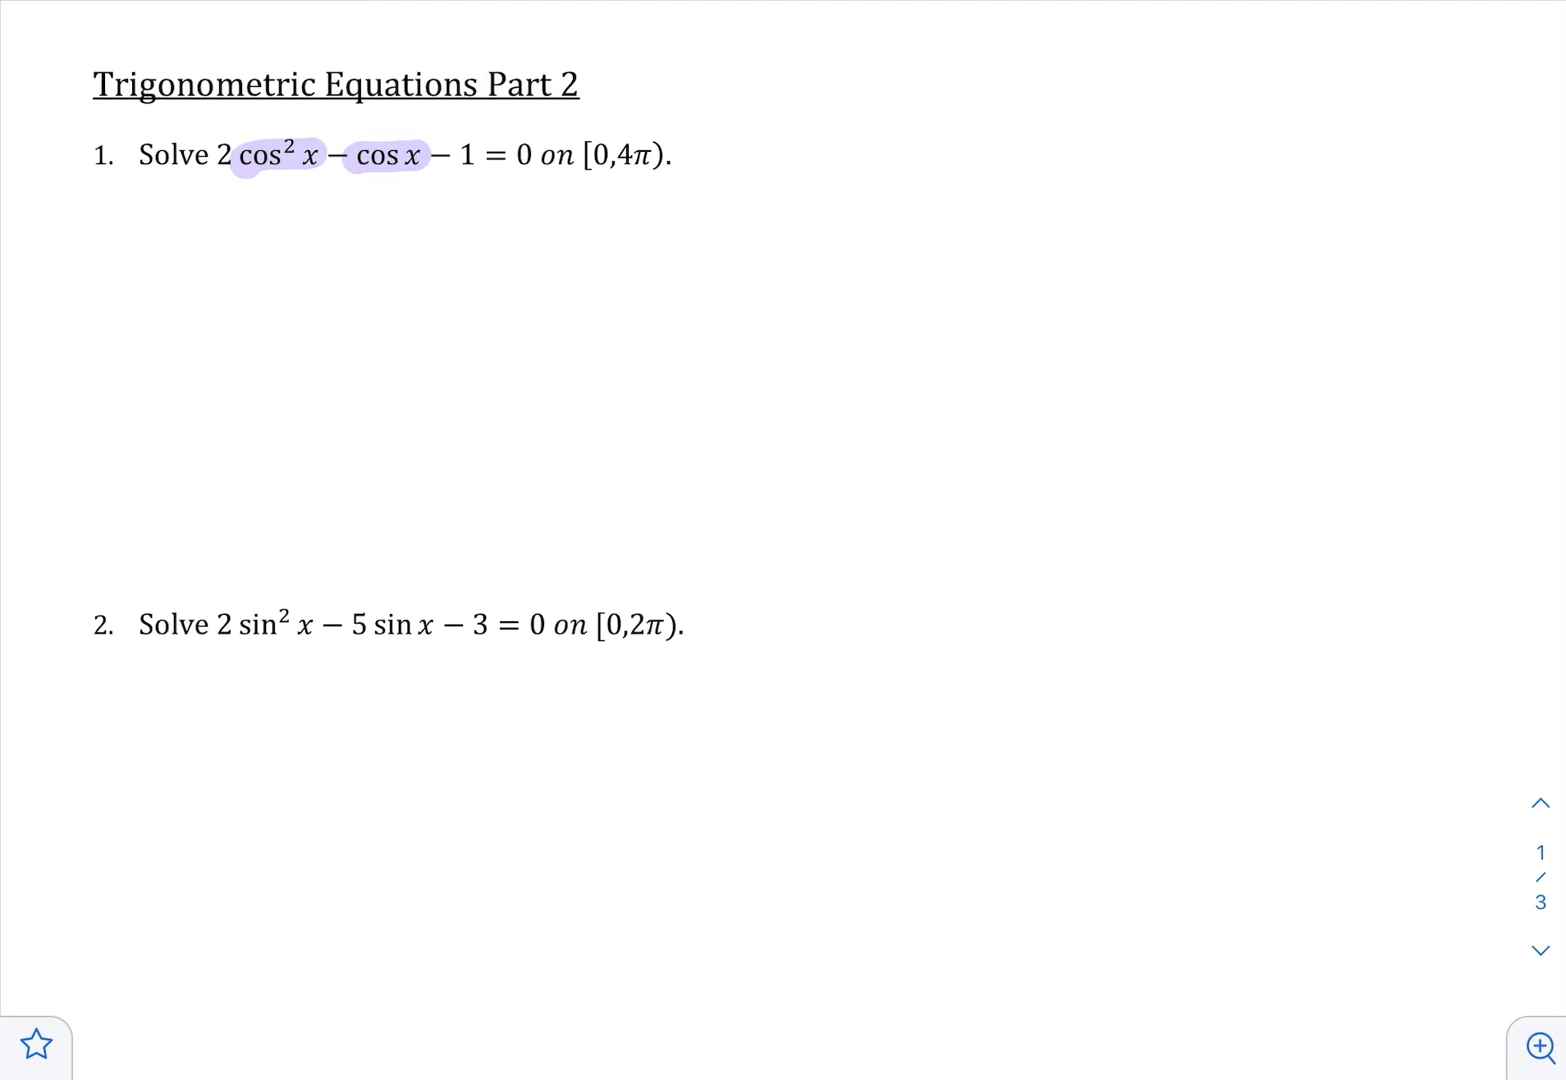 Trigonometric Equations Part 2
1. Solve 2 cos² x − cos x − 1 = 0 on [0,4π).
2. Solve 2 sin² x − 5 sin x − 3 = 0 on [0,2π).
1
/
3